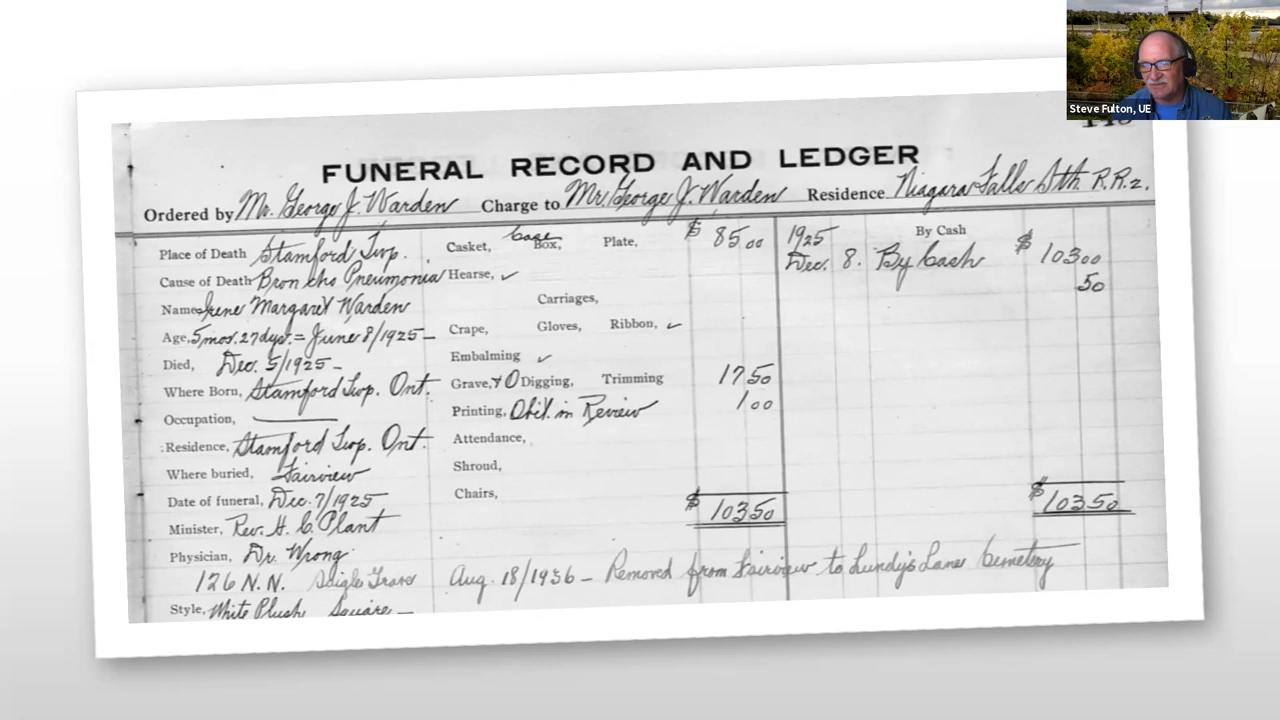 Steve Fulton, UE
FUNERAL RECORD AND LEDGER
Ordered by Mr. George J. Warden Charge to Mr. George J. Warden Residence Niagara Falls Sth. R.R.2.
Place of Death Stamford Twp. Casket, case Box, Plate, $ 85.00 1925 By Cash
Dec. 8. By Cash $ 103 00
Cause of Death Broncho Pneumonia Hearse, ✓ 50
Name Irene Margaret Warden Carriages,
Age, 5 mos. 27 dys. = June 8/1925 – Crape, Gloves, Ribbon, ✓
Died, Dec. 5/1925 – Embalming ✓
Where Born, Stamford Twp. Ont. Grave, + O Digging, Trimming 17 50
Occupation, — Printing, Obit. in Review 1 00
Residence, Stamford Twp. Ont. Attendance,
Where buried, Fairview Shroud,
Date of funeral, Dec. 7/1925 Chairs, $ 103 50 $ 103 50
Minister, Rev. H. C. Plant
Physician, Dr. Wrong
126 N.N. Aug. 18/1936 – Removed from Fairview to Lundy's Lane Cemetery
Style, White Plush Square –